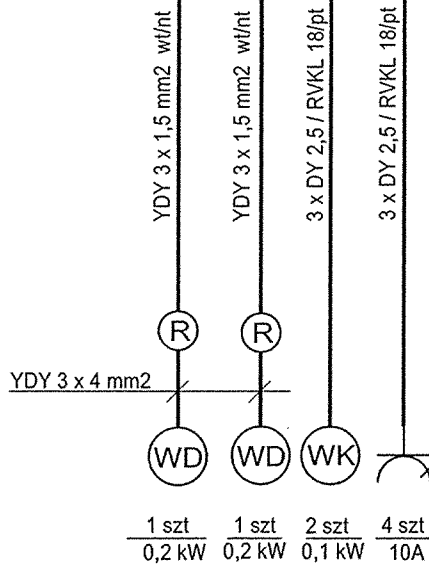 YDY 3 x 1,5 mm2 wt/nt
YDY 3 x 1,5 mm2 wt/nt
3 x DY 2,5 / RVKL 18/pt
3 x DY 2,5 / RVKL 18/pt
R
R
YDY 3 x 4 mm2
WD
WD
WK
1 szt
0,2 kW
1 szt
0,2 kW
2 szt
0,1 kW
4 szt
10A